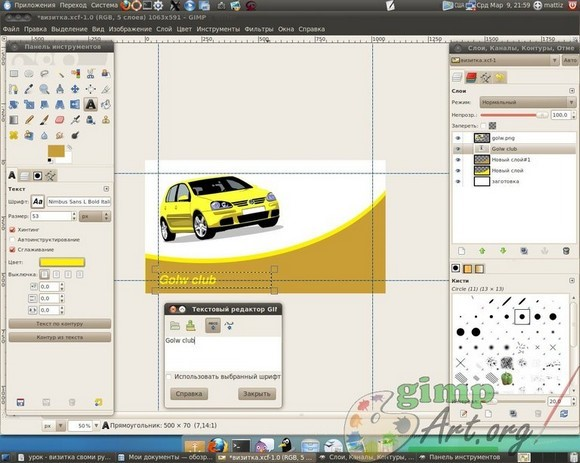 Приложения Переход Система
Срд Мар 9, 21:59 mattiz
*визитка.xcf-1.0 (RGB, 5 слоев) 1063x591 – GIMP
Файл Правка Выделение Вид Изображение Слой Цвет Инструменты Фильтры Окна Справка
Панель инструментов
Текст
Шрифт: Aa Nimbus Sans L Bold Itali
Размер: 53 px
Хинтинг
Автоинструктирование
Сглаживание
Цвет:
Выключка:
0,0
0,0
0,0
Текст по контуру
Контур из текста
Golw club
Текстовый редактор GIF
Golw club
Использовать выбранный шрифт
Справка Закрыть
Слои, Каналы, Контуры, Отме
визитка.xcf-1 Авто
Слои
Режим: Нормальный
Непрозр.: 100,0
Запереть:
golw.png
Golw club
Новый слой#1
Новый слой
заготовка
Кисти
Circle (11) (13 × 13)
20,0
gimp
Art.org!
px 50% Прямоугольник: 500 × 70 (7,14:1)
урок - визитка своми ру
Мои документы — обозр
*визитка.xcf-1.0 (RGB, 5
Слои, Каналы, Контуры,
Панель инструментов